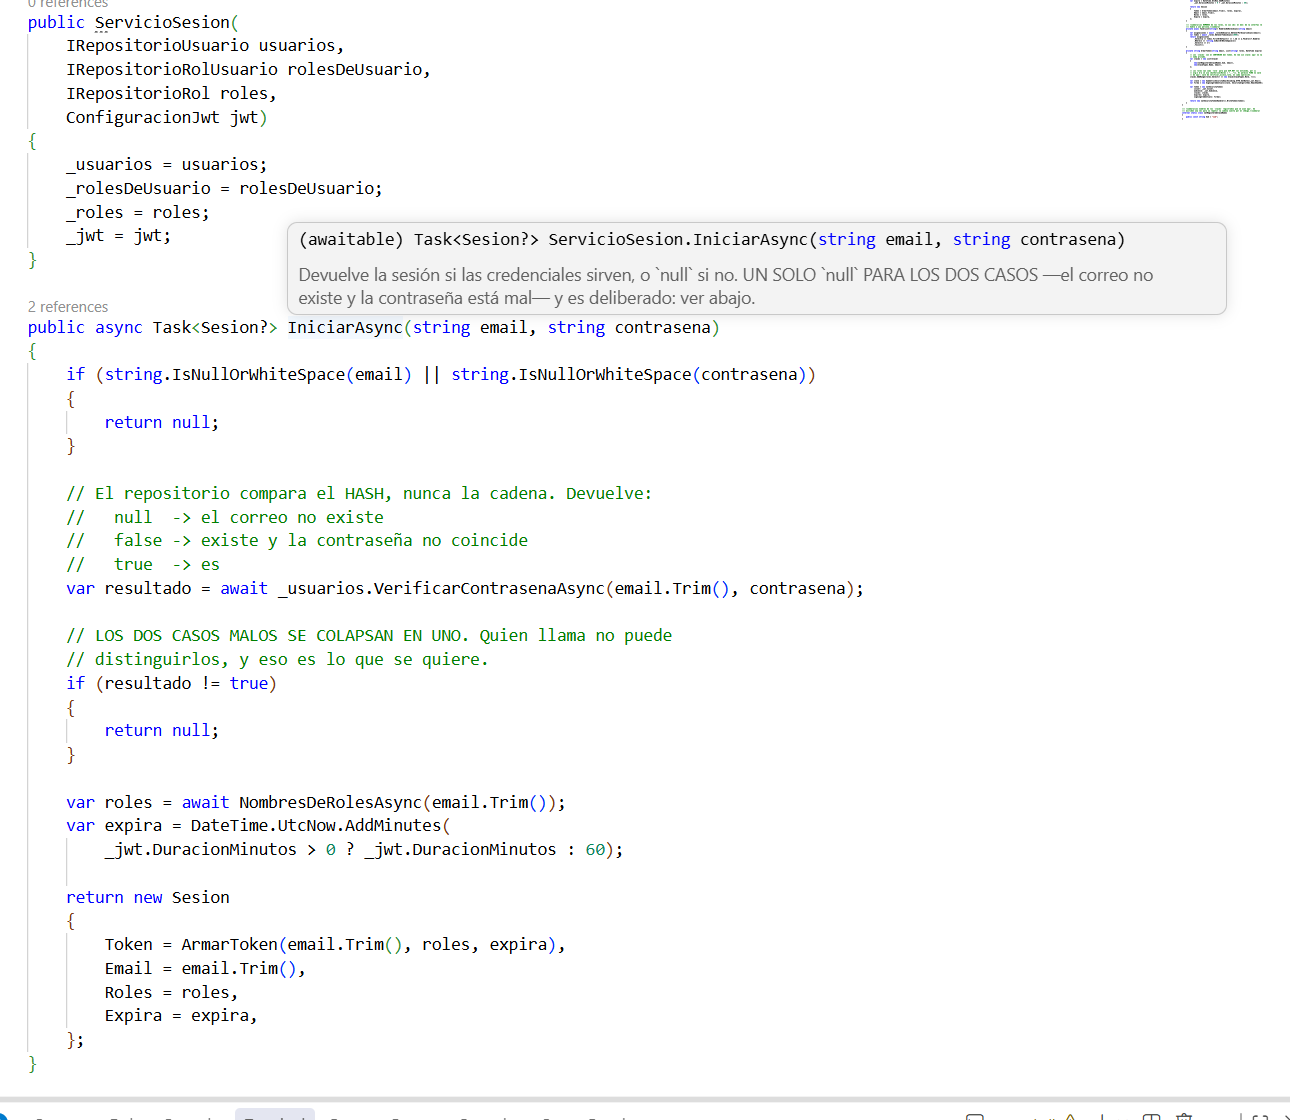 0 references
public ServicioSesion(
IRepositorioUsuario usuarios,
IRepositorioRolUsuario rolesDeUsuario,
IRepositorioRol roles,
ConfiguracionJwt jwt)
{
_usuarios = usuarios;
_rolesDeUsuario = rolesDeUsuario;
_roles = roles;
_jwt = jwt;
}
(awaitable) Task<Sesion?> ServicioSesion.IniciarAsync(string email, string contrasena)
Devuelve la sesión si las credenciales sirven, o `null` si no. UN SOLO `null` PARA LOS DOS CASOS —el correo no
existe y la contraseña está mal— y es deliberado: ver abajo.
2 references
public async Task<Sesion?> IniciarAsync(string email, string contrasena)
{
if (string.IsNullOrWhiteSpace(email) || string.IsNullOrWhiteSpace(contrasena))
{
return null;
}
// El repositorio compara el HASH, nunca la cadena. Devuelve:
//   null  -> el correo no existe
//   false -> existe y la contraseña no coincide
//   true  -> es
var resultado = await _usuarios.VerificarContrasenaAsync(email.Trim(), contrasena);
// LOS DOS CASOS MALOS SE COLAPSAN EN UNO. Quien llama no puede
// distinguirlos, y eso es lo que se quiere.
if (resultado != true)
{
return null;
}
var roles = await NombresDeRolesAsync(email.Trim());
var expira = DateTime.UtcNow.AddMinutes(
_jwt.DuracionMinutos > 0 ? _jwt.DuracionMinutos : 60);
return new Sesion
{
Token = ArmarToken(email.Trim(), roles, expira),
Email = email.Trim(),
Roles = roles,
Expira = expira,
};
}